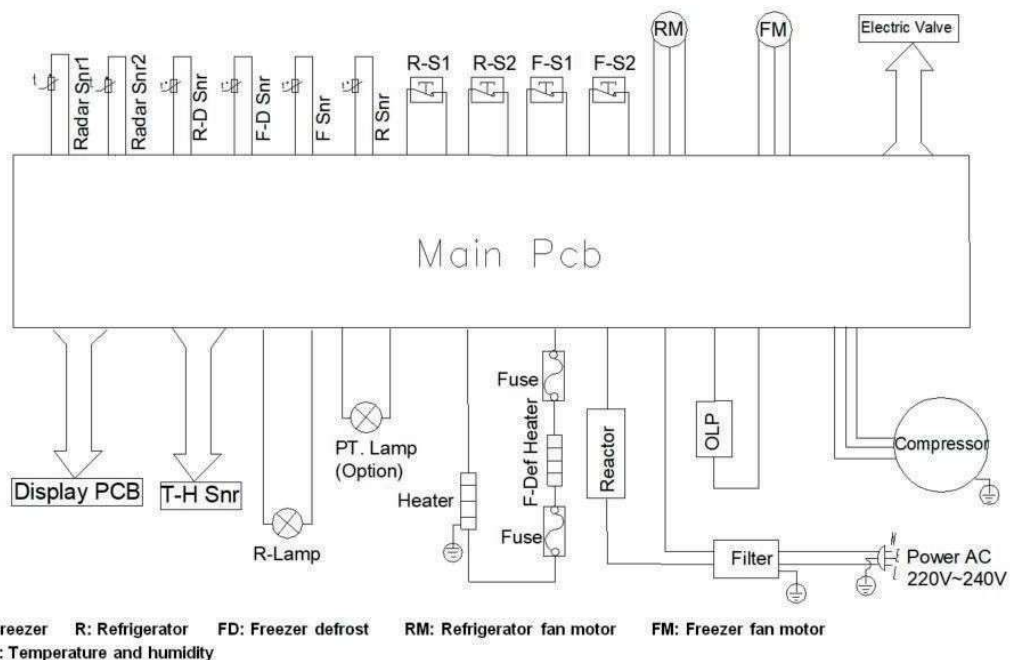 RM
FM
Electric Valve
R-S1
R-S2
F-S1
F-S2
Radar Snr1
Radar Snr2
R-D Snr
F-D Snr
F Snr
R Snr
Main Pcb
Fuse
F-Def Heater
Reactor
OLP
Compressor
PT. Lamp
(Option)
Display PCB
T-H Snr
Heater
R-Lamp
Fuse
Filter
N
L
Power AC
220V~240V
reezer R: Refrigerator FD: Freezer defrost RM: Refrigerator fan motor FM: Freezer fan motor
: Temperature and humidity